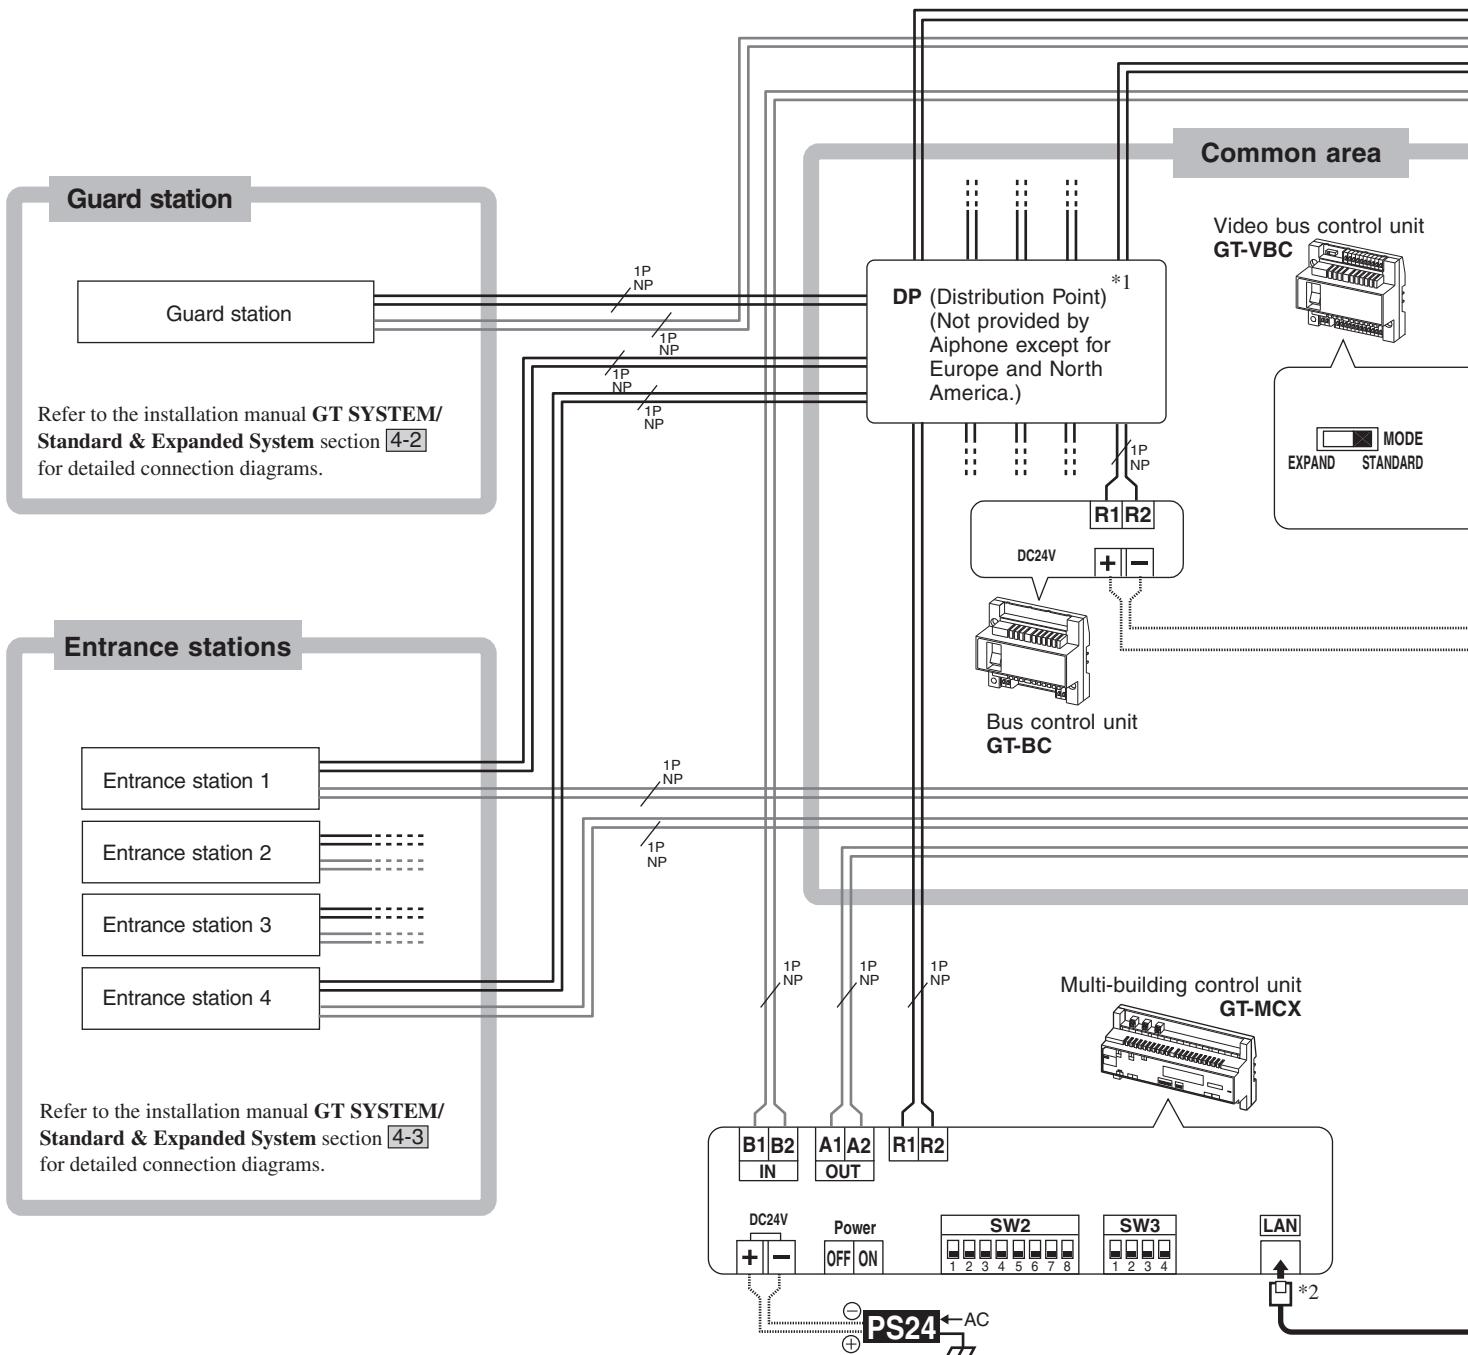 Common area
Guard station
Video bus control unit
GT-VBC
1P
NP
*1
DP (Distribution Point)
(Not provided by
Aiphone except for
Europe and North
America.)
Guard station
1P
NP
1P
NP
1P
NP
Refer to the installation manual GT SYSTEM/
Standard & Expanded System section 4-2
for detailed connection diagrams.
MODE
EXPAND STANDARD
1P
NP
R1 R2
DC24V
+ −
Entrance stations
Bus control unit
GT-BC
Entrance station 1
1P
NP
Entrance station 2
1P
NP
Entrance station 3
Entrance station 4
1P
NP
1P
NP
1P
NP
Multi-building control unit
GT-MCX
Refer to the installation manual GT SYSTEM/
Standard & Expanded System section 4-3
for detailed connection diagrams.
B1 B2 A1 A2 R1 R2
IN OUT
DC24V Power SW2 SW3 LAN
+ − OFF ON
1 2 3 4 5 6 7 8 1 2 3 4
*2
− PS24 AC
+